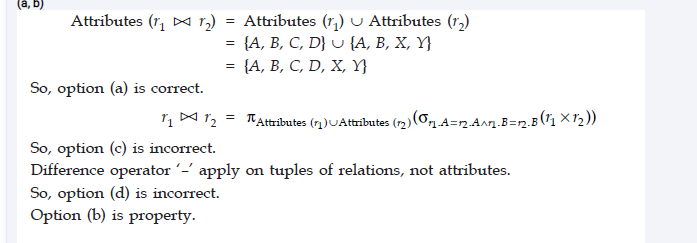 (a, b)
Attributes (r₁ ⋈ r₂) = Attributes (r₁) ∪ Attributes (r₂)
= {A, B, C, D} ∪ {A, B, X, Y}
= {A, B, C, D, X, Y}
So, option (a) is correct.
r₁ ⋈ r₂ = π_Attributes (r₁)∪Attributes (r₂)(σ_r₁.A=r₂.A∧r₁.B=r₂.B(r₁ × r₂))
So, option (c) is incorrect.
Difference operator ‘–’ apply on tuples of relations, not attributes.
So, option (d) is incorrect.
Option (b) is property.